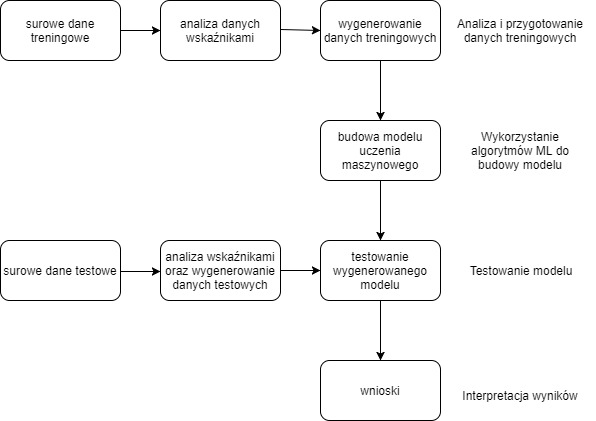 surowe dane
treningowe
analiza danych
wskaźnikami
wygenerowanie
danych treningowych
Analiza i przygotowanie
danych treningowych
budowa modelu
uczenia
maszynowego
Wykorzystanie
algorytmów ML do
budowy modelu
surowe dane testowe
analiza wskaźnikami
oraz wygenerowanie
danych testowych
testowanie
wygenerowanego
modelu
Testowanie modelu
wnioski
Interpretacja wyników